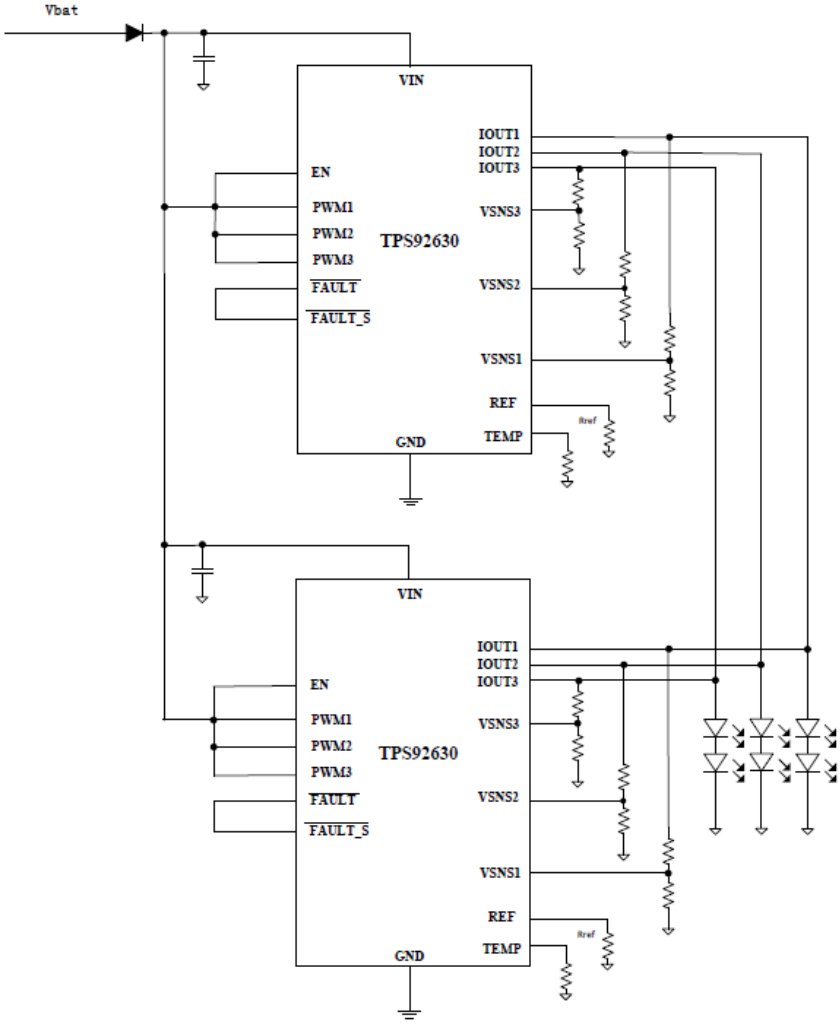 Vbat
VIN
IOUT1
IOUT2
IOUT3
EN
PWM1
VSNS3
PWM2
TPS92630
PWM3
FAULT
VSNS2
FAULT_S
VSNS1
REF
Rref
TEMP
GND
VIN
IOUT1
IOUT2
IOUT3
EN
PWM1
VSNS3
PWM2
TPS92630
PWM3
FAULT
VSNS2
FAULT_S
VSNS1
REF
Rref
TEMP
GND